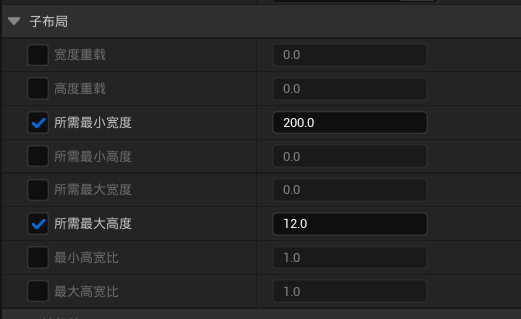 子布局
宽度重载 0.0
高度重载 0.0
所需最小宽度 200.0
所需最小高度 0.0
所需最大宽度 0.0
所需最大高度 12.0
最小高宽比 1.0
最大高宽比 1.0